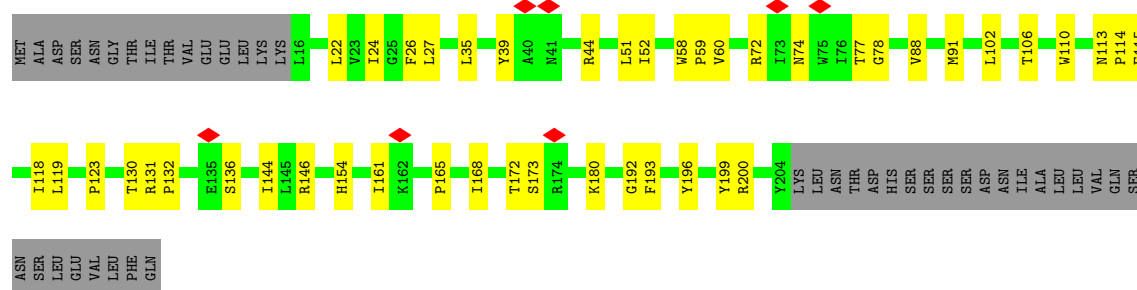 MET ALA ASP SER ASN GLY THR ILE THR VAL GLU GLU LEU LYS LYS L16 L22 V23 I24 G25 F26 L27 L35 Y39 A40 N41 R44 L51 I52 W58 P59 V60 R72 I73 N74 W75 I76 T77 G78 V88 M91 L102 T106 W110 N113 P114
I118 L119 P123 T130 R131 P132 E135 S136 I144 L145 R146 H154 I161 K162 P165 I168 T172 S173 R174 K180 G192 F193 Y196 Y199 R200 Y204 LYS LEU ASN THR ASP HIS SER SER SER SER ASP ASN ILE ALA LEU LEU VAL GLN SER
ASN SER LEU GLU VAL LEU PHE GLN